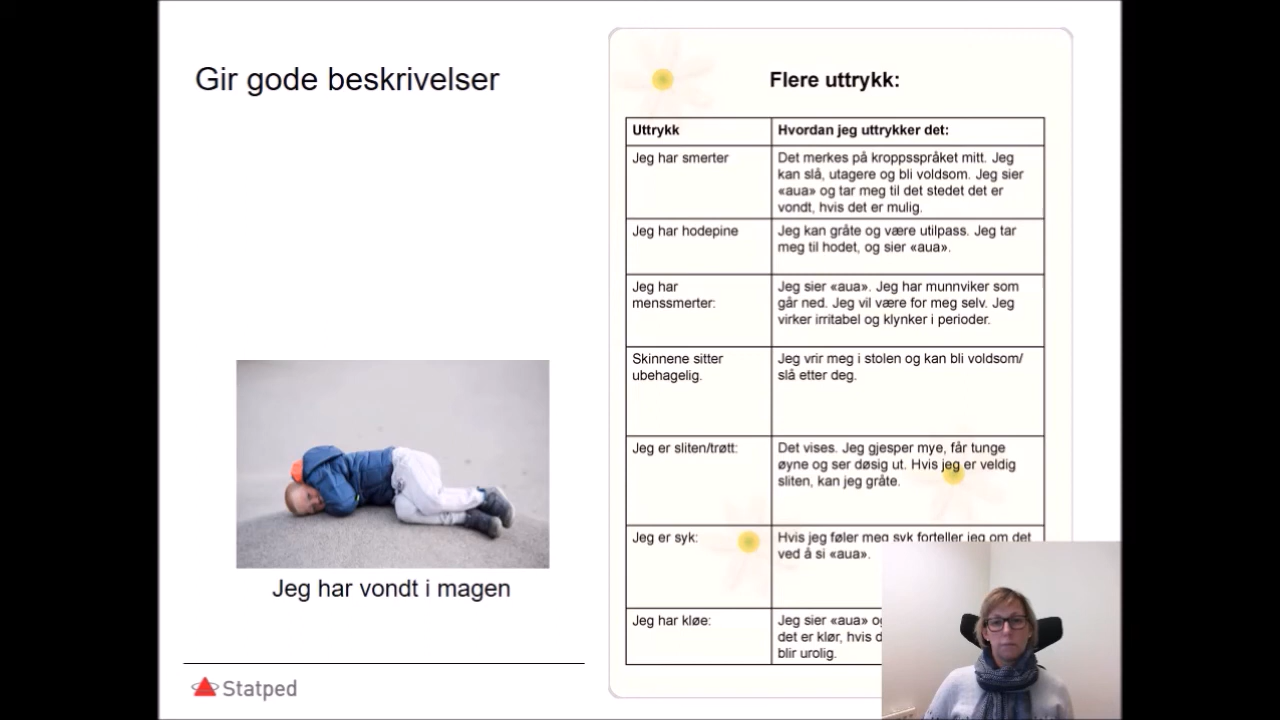 Gir gode beskrivelser
Jeg har vondt i magen
Statped
Flere uttrykk:
Uttrykk
Hvordan jeg uttrykker det:
Jeg har smerter
Det merkes på kroppsspråket mitt. Jeg
kan slå, utagere og bli voldsom. Jeg sier
«aua» og tar meg til det stedet det er
vondt, hvis det er mulig.
Jeg har hodepine
Jeg kan gråte og være utilpass. Jeg tar
meg til hodet, og sier «aua».
Jeg har
menssmerter:
Jeg sier «aua». Jeg har munnviker som
går ned. Jeg vil være for meg selv. Jeg
virker irritabel og klynker i perioder.
Skinnene sitter
ubehagelig.
Jeg vrir meg i stolen og kan bli voldsom/
slå etter deg.
Jeg er sliten/trøtt:
Det vises. Jeg gjesper mye, får tunge
øyne og ser døsig ut. Hvis jeg er veldig
sliten, kan jeg gråte.
Jeg er syk:
Hvis jeg føler meg syk forteller jeg om det
ved å si «aua».
Jeg har kløe:
Jeg sier «aua»
det er klør, hvis
blir urolig.